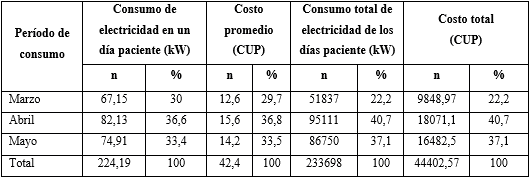 Período de consumo | Consumo de electricidad en un día paciente (kW) | Costo promedio (CUP) | Consumo total de electricidad de los días paciente (kW) | Costo total (CUP)
n | % | n | % | n | % | n | %
Marzo | 67,15 | 30 | 12,6 | 29,7 | 51837 | 22,2 | 9848,97 | 22,2
Abril | 82,13 | 36,6 | 15,6 | 36,8 | 95111 | 40,7 | 18071,1 | 40,7
Mayo | 74,91 | 33,4 | 14,2 | 33,5 | 86750 | 37,1 | 16482,5 | 37,1
Total | 224,19 | 100 | 42,4 | 100 | 233698 | 100 | 44402,57 | 100